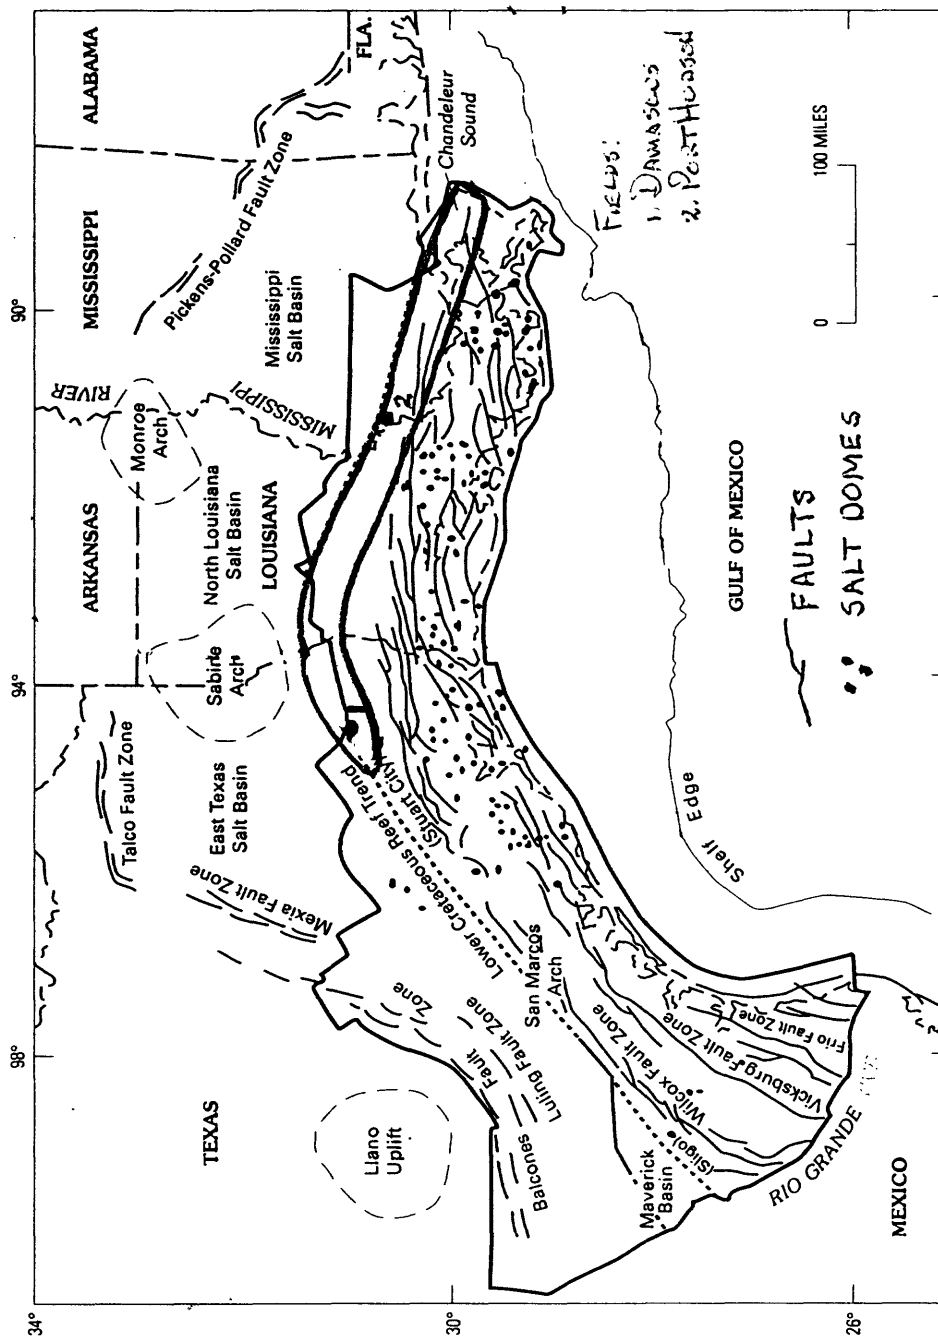 34°
30°
26°
90°
94°
98°
ALABAMA
FLA.
MISSISSIPPI
Pickens-Pollard Fault Zone
Chandeleur
Sound
Mississippi
Salt Basin
RIVER
MISSISSIPPI
Monroe
Arch
ARKANSAS
North Louisiana
Salt Basin
LOUISIANA
2
Sabine
Arch
Talco Fault Zone
East Texas
Salt Basin
Mexia Fault Zone
Lower Cretaceous Reef Trend
(Stuart City)
San Marcos
Arch
TEXAS
Llano
Uplift
Balcones
Fault
Zone
Luling Fault Zone
Maverick
Basin
(Sligo)
Wilcox Fault Zone
Vicksburg Fault Zone
Frio Fault Zone
RIO GRANDE
MEXICO
Shelf Edge
GULF OF MEXICO
FIELDS:
1. DAMASCUS
2. PORT HUDSON
0 100 MILES
FAULTS
SALT DOMES